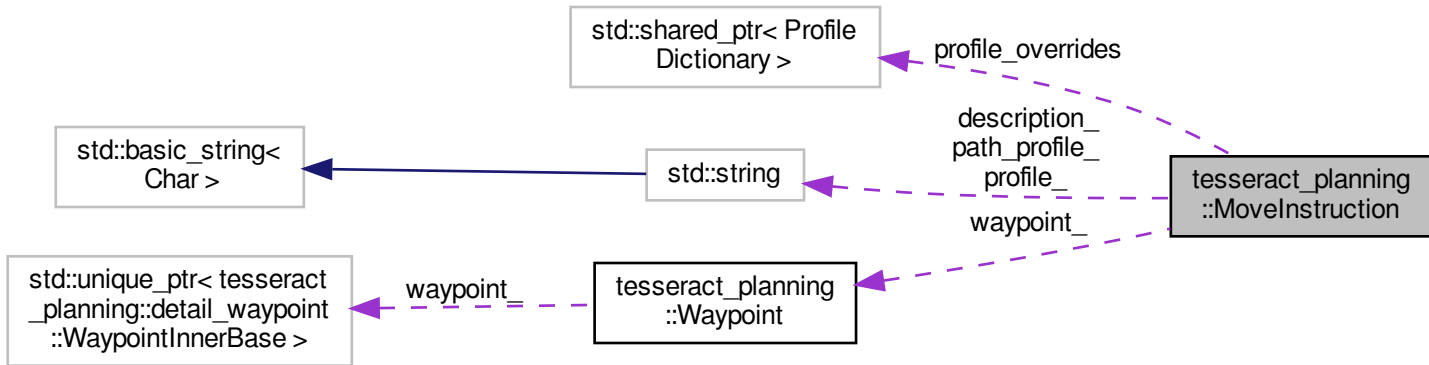 std::shared_ptr< Profile
Dictionary >
profile_overrides
std::basic_string<
Char >
std::string
description_
path_profile_
profile_
tesseract_planning
::MoveInstruction
waypoint_
std::unique_ptr< tesseract
_planning::detail_waypoint
::WaypointInnerBase >
waypoint_
tesseract_planning
::Waypoint